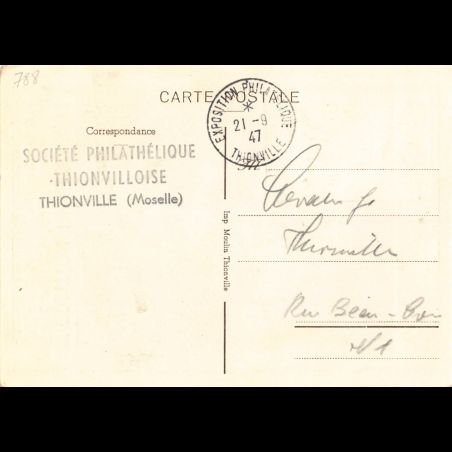 788
CARTE POSTALE
EXPOSITION PHILATELIQUE
21 -9
47
THIONVILLE
Correspondance
SOCIÉTÉ PHILATHÉLIQUE
-THIONVILLOISE
THIONVILLE (Moselle)
Imp Moulin Thionville
Thionville
Rue Beau-
N1